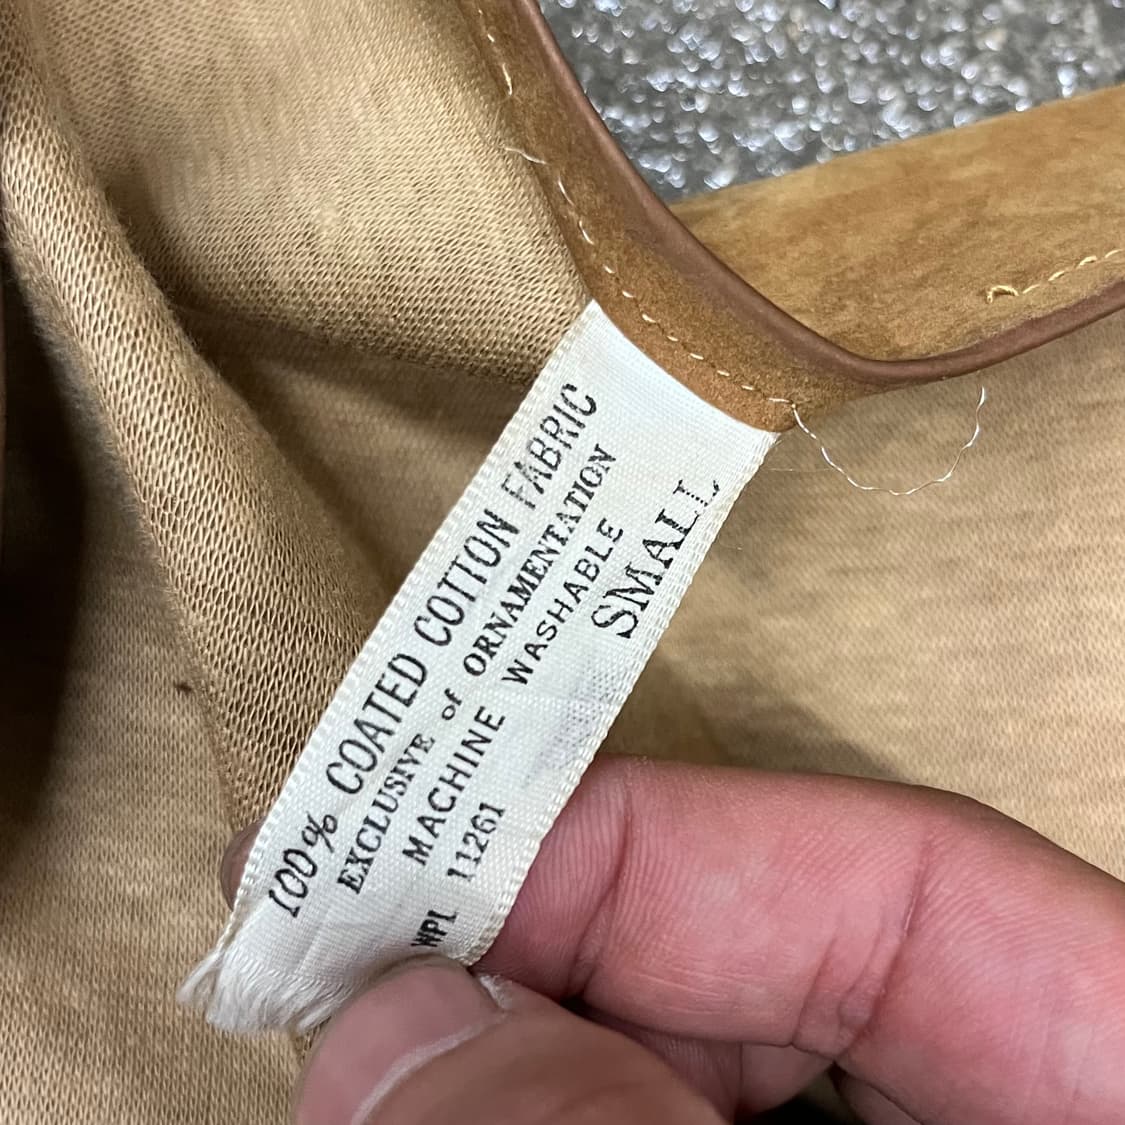 100% COATED COTTON FABRIC
EXCLUSIVE of ORNAMENTATION
MACHINE WASHABLE
WPL 11261
SMALL